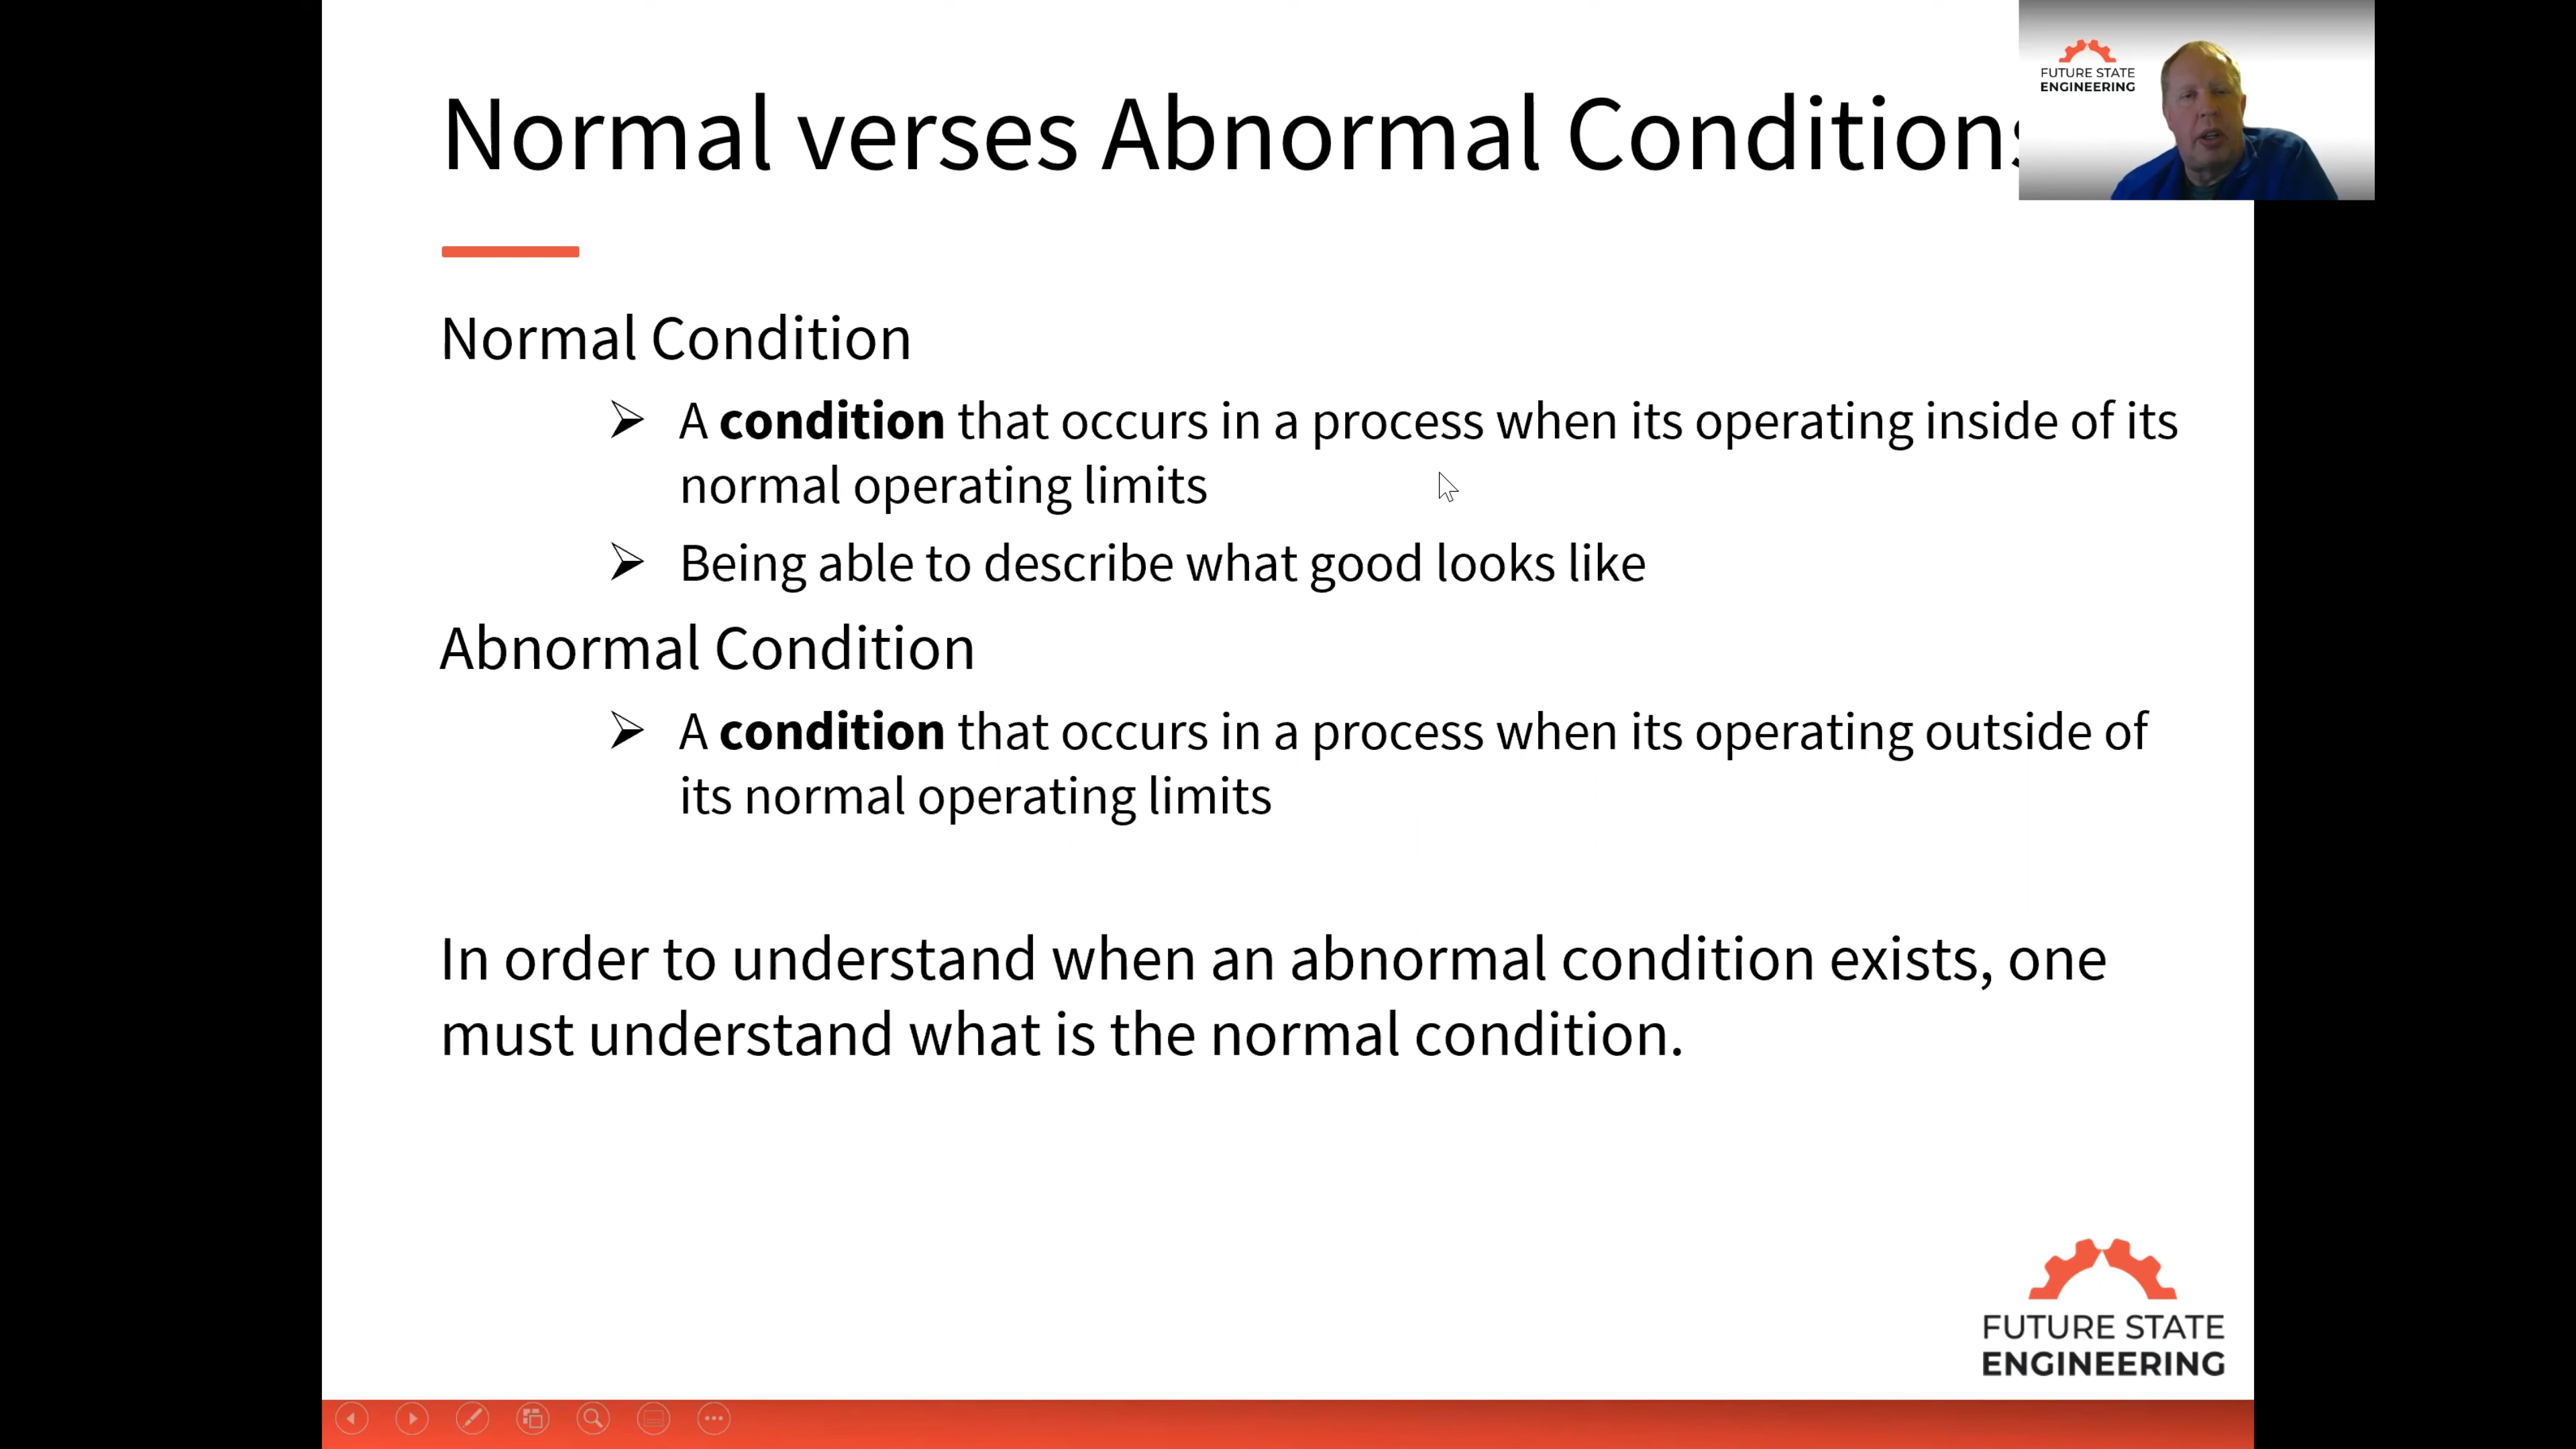 Normal verses Abnormal Conditions
FUTURE STATE
ENGINEERING
Normal Condition
A condition that occurs in a process when its operating inside of its
normal operating limits
Being able to describe what good looks like
Abnormal Condition
A condition that occurs in a process when its operating outside of
its normal operating limits
In order to understand when an abnormal condition exists, one
must understand what is the normal condition.
FUTURE STATE
ENGINEERING